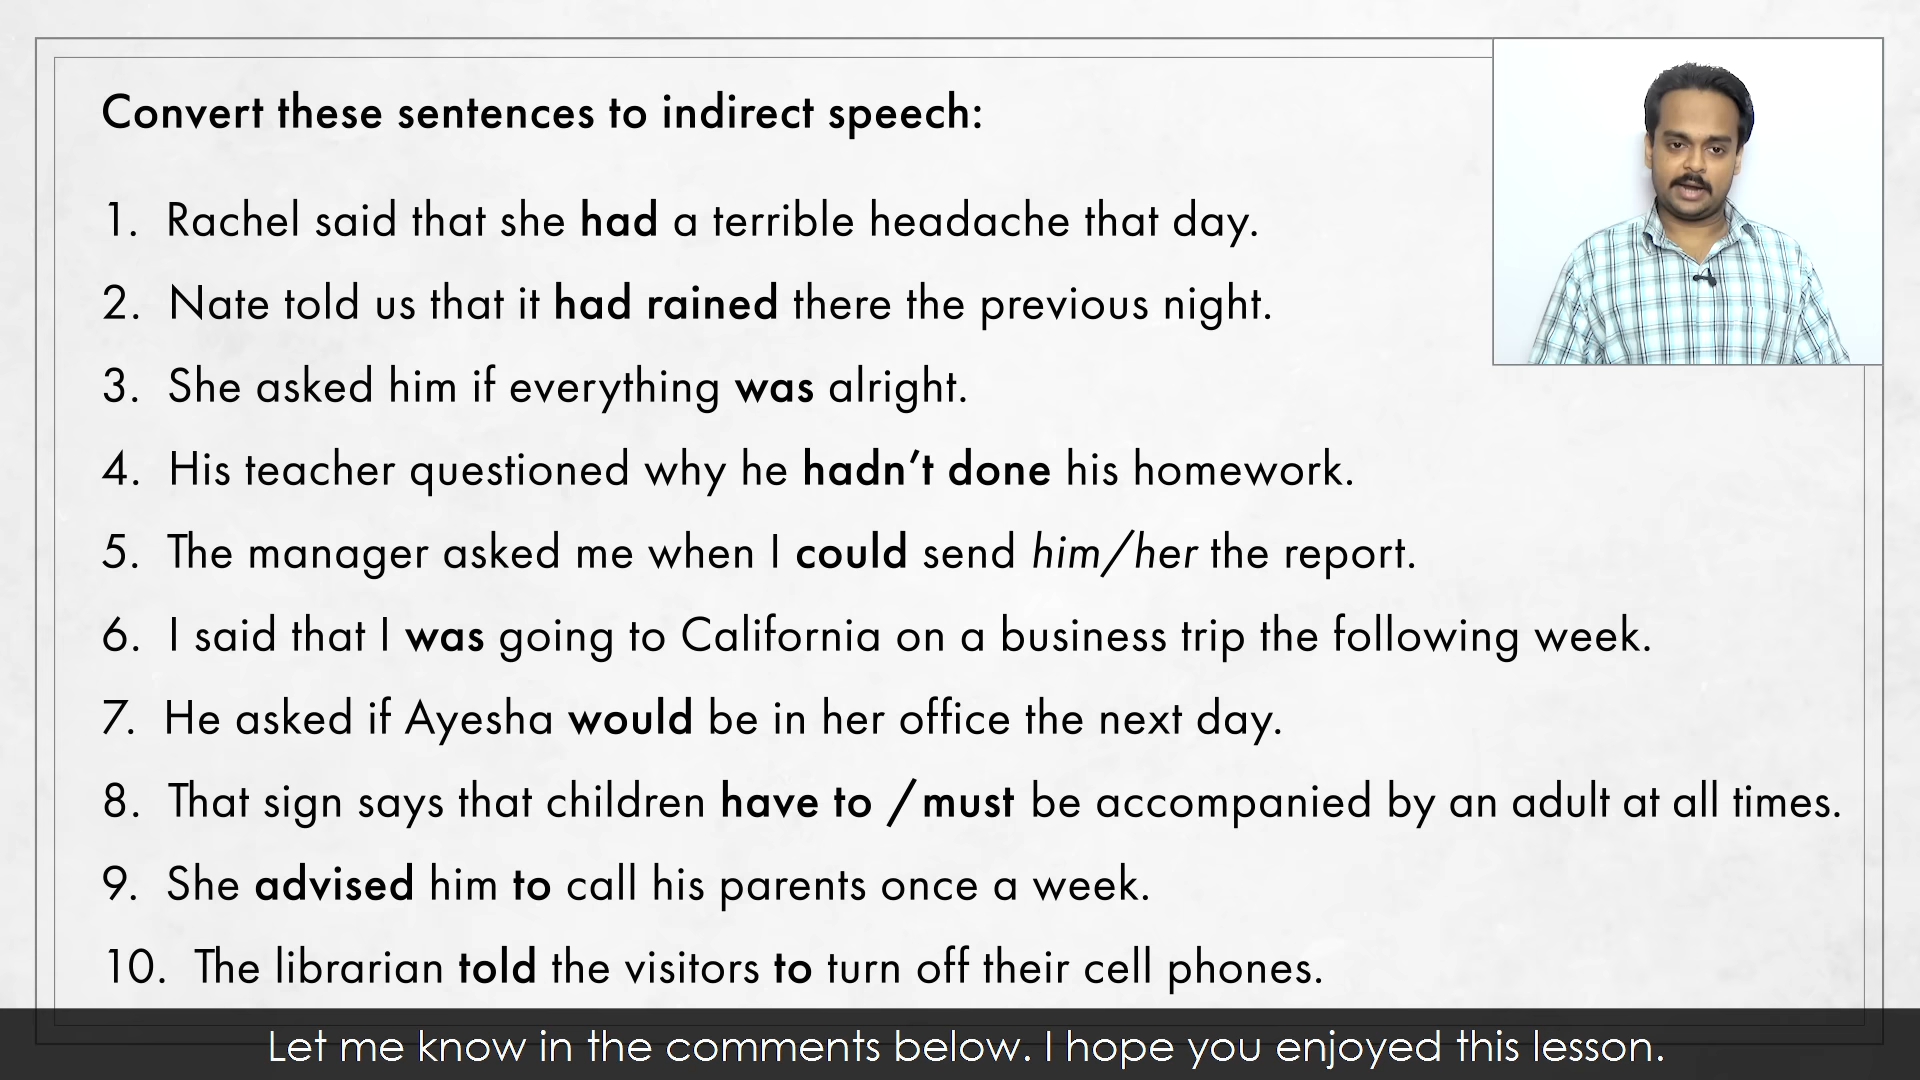 Convert these sentences to indirect speech:
1. Rachel said that she had a terrible headache that day.
2. Nate told us that it had rained there the previous night.
3. She asked him if everything was alright.
4. His teacher questioned why he hadn’t done his homework.
5. The manager asked me when I could send him/her the report.
6. I said that I was going to California on a business trip the following week.
7. He asked if Ayesha would be in her office the next day.
8. That sign says that children have to / must be accompanied by an adult at all times.
9. She advised him to call his parents once a week.
10. The librarian told the visitors to turn off their cell phones.
Let me know in the comments below. I hope you enjoyed this lesson.